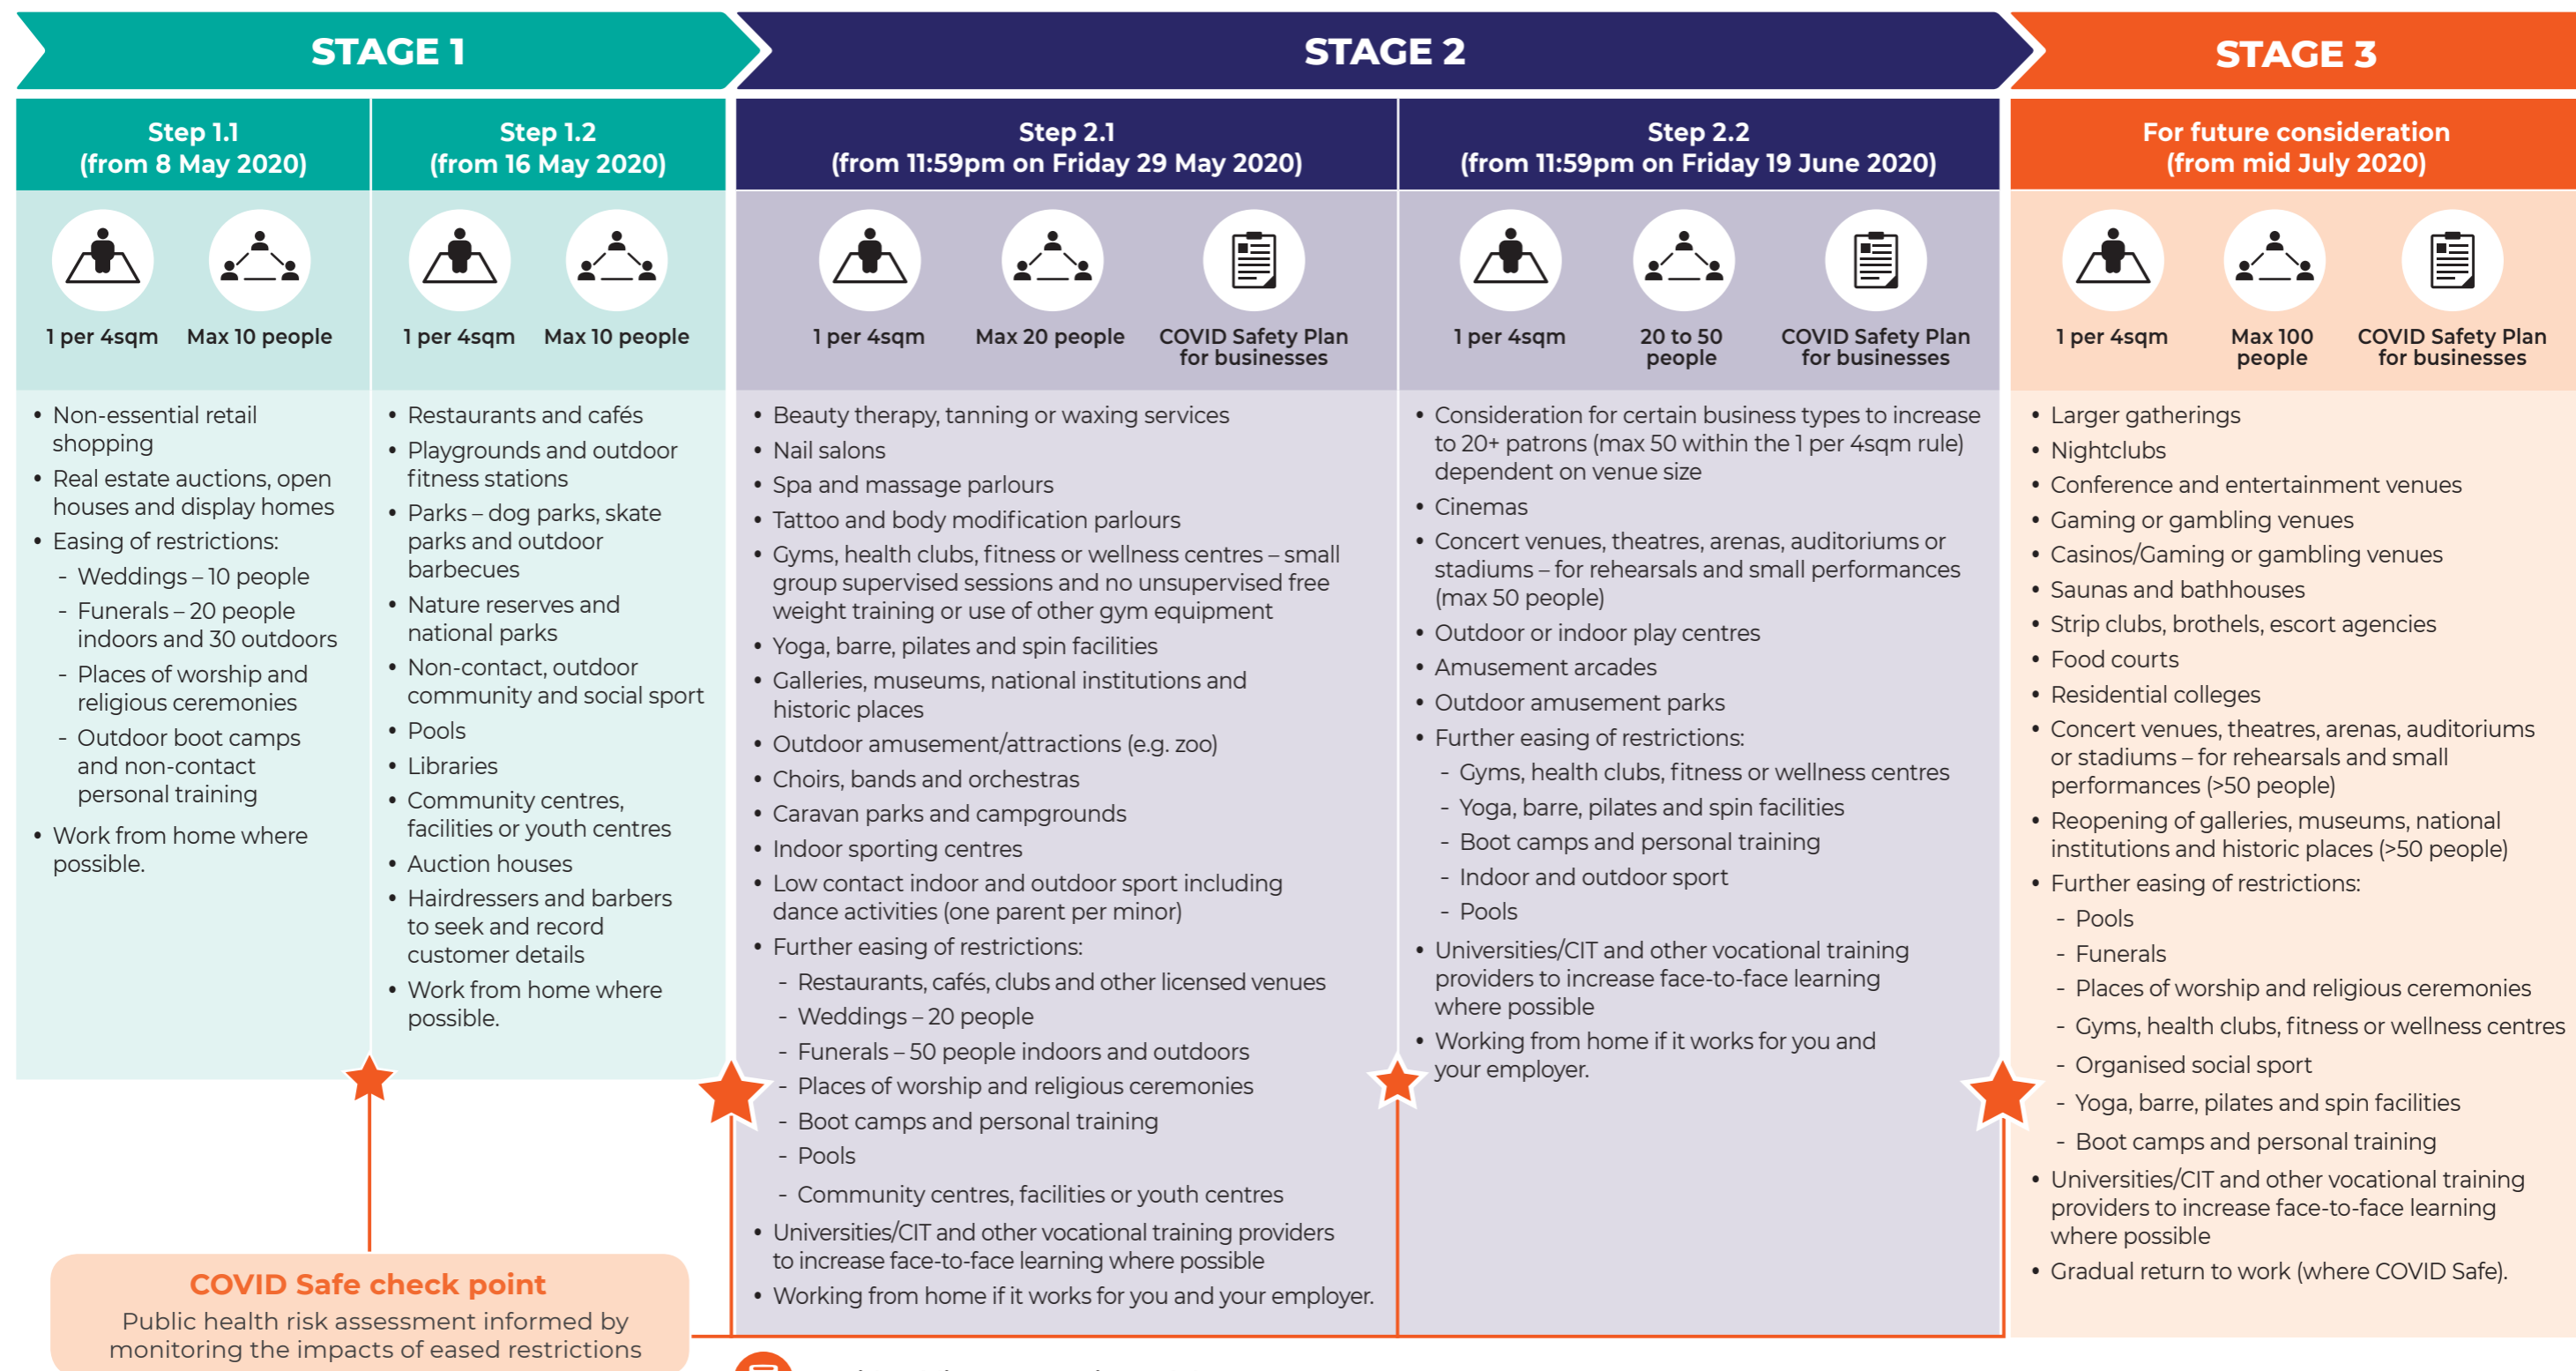 STAGE 1
STAGE 2
STAGE 3
Step 1.1
(from 8 May 2020)
1 per 4sqm
Max 10 people
• Non-essential retail
shopping
• Real estate auctions, open
houses and display homes
• Easing of restrictions:
- Weddings – 10 people
- Funerals – 20 people
indoors and 30 outdoors
- Places of worship and
religious ceremonies
- Outdoor boot camps
and non-contact
personal training
• Work from home where
possible.
Step 1.2
(from 16 May 2020)
1 per 4sqm
Max 10 people
• Restaurants and cafés
• Playgrounds and outdoor
fitness stations
• Parks – dog parks, skate
parks and outdoor
barbecues
• Nature reserves and
national parks
• Non-contact, outdoor
community and social sport
• Pools
• Libraries
• Community centres,
facilities or youth centres
• Auction houses
• Hairdressers and barbers
to seek and record
customer details
• Work from home where
possible.
Step 2.1
(from 11:59pm on Friday 29 May 2020)
1 per 4sqm
Max 20 people
COVID Safety Plan
for businesses
• Beauty therapy, tanning or waxing services
• Nail salons
• Spa and massage parlours
• Tattoo and body modification parlours
• Gyms, health clubs, fitness or wellness centres – small
group supervised sessions and no unsupervised free
weight training or use of other gym equipment
• Yoga, barre, pilates and spin facilities
• Galleries, museums, national institutions and
historic places
• Outdoor amusement/attractions (e.g. zoo)
• Choirs, bands and orchestras
• Caravan parks and campgrounds
• Indoor sporting centres
• Low contact indoor and outdoor sport including
dance activities (one parent per minor)
• Further easing of restrictions:
- Restaurants, cafés, clubs and other licensed venues
- Weddings – 20 people
- Funerals – 50 people indoors and outdoors
- Places of worship and religious ceremonies
- Boot camps and personal training
- Pools
- Community centres, facilities or youth centres
• Universities/CIT and other vocational training providers
to increase face-to-face learning where possible
• Working from home if it works for you and your employer.
Step 2.2
(from 11:59pm on Friday 19 June 2020)
1 per 4sqm
20 to 50
people
COVID Safety Plan
for businesses
• Consideration for certain business types to increase
to 20+ patrons (max 50 within the 1 per 4sqm rule)
dependent on venue size
• Cinemas
• Concert venues, theatres, arenas, auditoriums or
stadiums – for rehearsals and small performances
(max 50 people)
• Outdoor or indoor play centres
• Amusement arcades
• Outdoor amusement parks
• Further easing of restrictions:
- Gyms, health clubs, fitness or wellness centres
- Yoga, barre, pilates and spin facilities
- Boot camps and personal training
- Indoor and outdoor sport
- Pools
• Universities/CIT and other vocational training
providers to increase face-to-face learning
where possible
• Working from home if it works for you and
your employer.
For future consideration
(from mid July 2020)
1 per 4sqm
Max 100
people
COVID Safety Plan
for businesses
• Larger gatherings
• Nightclubs
• Conference and entertainment venues
• Gaming or gambling venues
• Casinos/Gaming or gambling venues
• Saunas and bathhouses
• Strip clubs, brothels, escort agencies
• Food courts
• Residential colleges
• Concert venues, theatres, arenas, auditoriums
or stadiums – for rehearsals and small
performances (>50 people)
• Reopening of galleries, museums, national
institutions and historic places (>50 people)
• Further easing of restrictions:
- Pools
- Funerals
- Places of worship and religious ceremonies
- Gyms, health clubs, fitness or wellness centres
- Organised social sport
- Yoga, barre, pilates and spin facilities
- Boot camps and personal training
• Universities/CIT and other vocational training
providers to increase face-to-face learning
where possible
• Gradual return to work (where COVID Safe).
COVID Safe check point
Public health risk assessment informed by
monitoring the impacts of eased restrictions